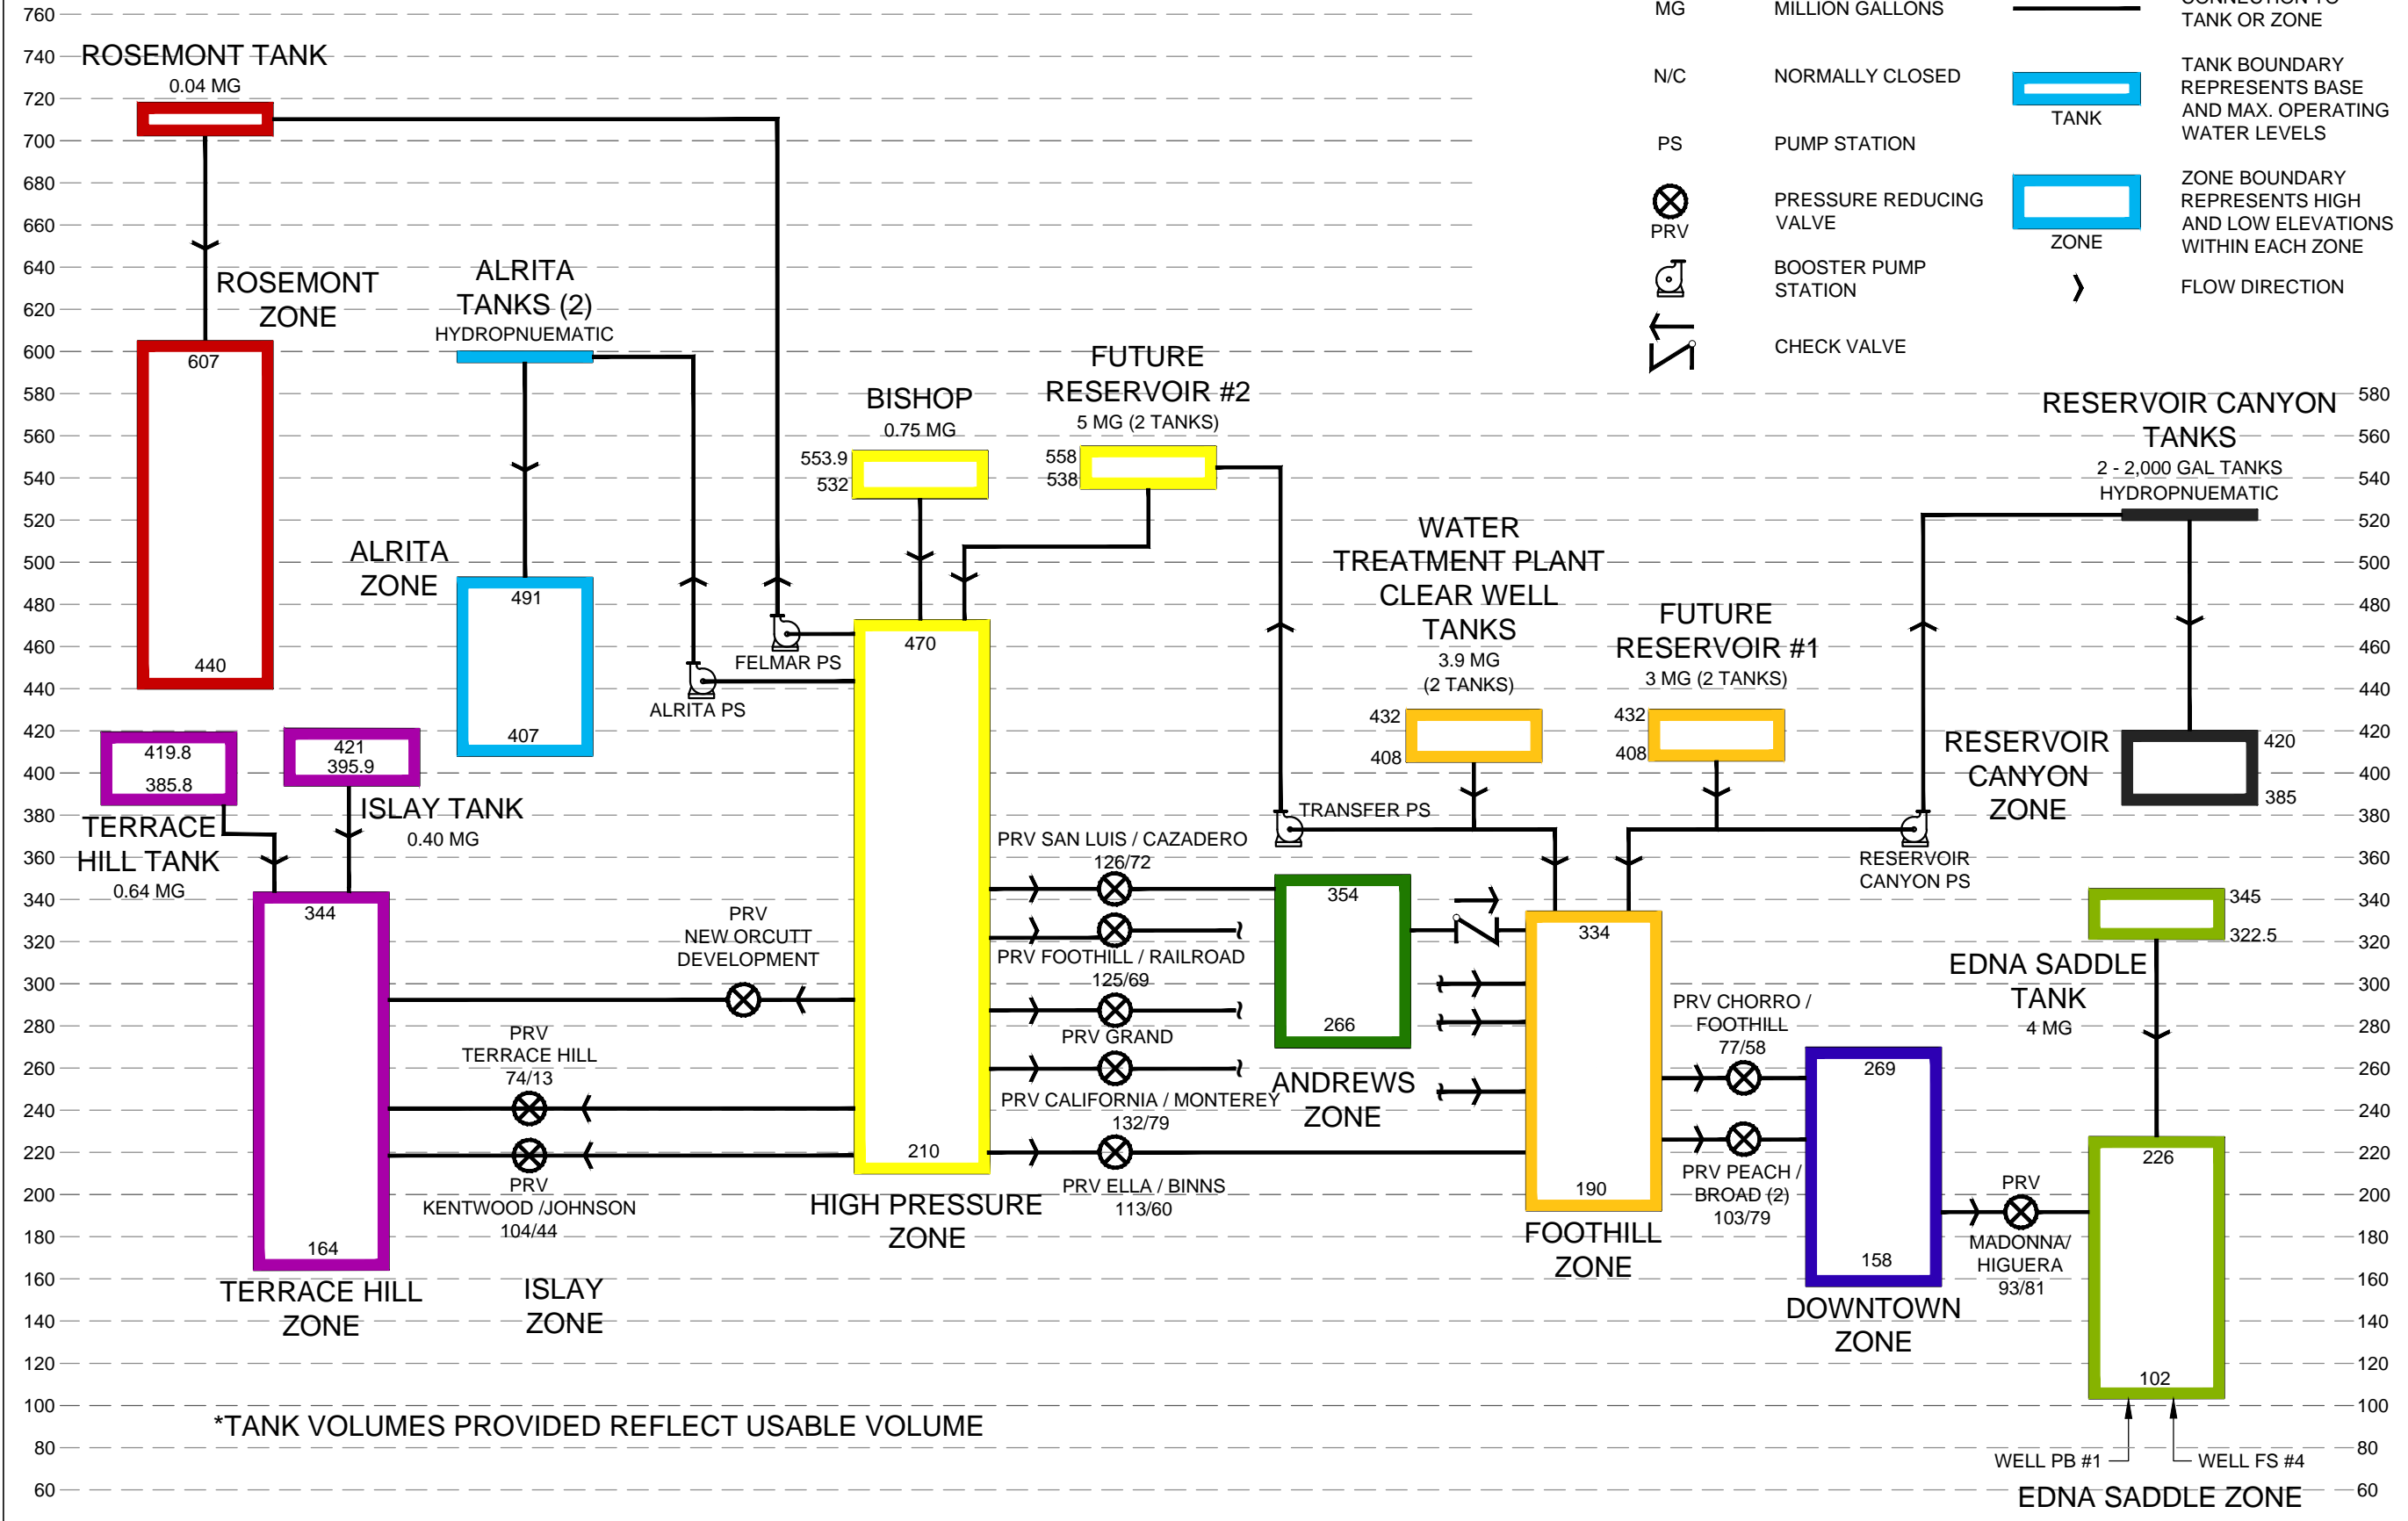 760
740
720
700
680
660
640
620
600
580
560
540
520
500
480
460
440
420
400
380
360
340
320
300
280
260
240
220
200
180
160
140
120
100
80
60
ROSEMONT TANK
0.04 MG
ROSEMONT
ZONE
607
440
ALRITA
TANKS (2)
HYDROPNUEMATIC
ALRITA
ZONE
491
407
FELMAR PS
ALRITA PS
419.8
385.8
TERRACE
HILL TANK
0.64 MG
421
395.9
ISLAY TANK
0.40 MG
344
164
TERRACE HILL
ZONE
ISLAY
ZONE
PRV
NEW ORCUTT
DEVELOPMENT
PRV
TERRACE HILL
74/13
PRV
KENTWOOD /JOHNSON
104/44
BISHOP
0.75 MG
553.9
532
FUTURE
RESERVOIR #2
5 MG (2 TANKS)
558
538
470
210
HIGH PRESSURE
ZONE
PRV SAN LUIS / CAZADERO
126/72
PRV FOOTHILL / RAILROAD
125/69
PRV GRAND
PRV CALIFORNIA / MONTEREY
132/79
PRV ELLA / BINNS
113/60
TRANSFER PS
354
266
ANDREWS
ZONE
WATER
TREATMENT PLANT
CLEAR WELL
TANKS
3.9 MG
(2 TANKS)
432
408
FUTURE
RESERVOIR #1
3 MG (2 TANKS)
432
408
334
190
FOOTHILL
ZONE
PRV CHORRO /
FOOTHILL
77/58
PRV PEACH /
BROAD (2)
103/79
269
158
DOWNTOWN
ZONE
PRV
MADONNA/
HIGUERA
93/81
RESERVOIR
CANYON PS
RESERVOIR CANYON
TANKS
2 - 2,000 GAL TANKS
HYDROPNUEMATIC
RESERVOIR
CANYON
ZONE
420
385
345
322.5
EDNA SADDLE
TANK
4 MG
226
102
WELL PB #1
WELL FS #4
EDNA SADDLE ZONE
MG
MILLION GALLONS
N/C
NORMALLY CLOSED
PS
PUMP STATION
PRV
PRESSURE REDUCING
VALVE
BOOSTER PUMP
STATION
CHECK VALVE
CONNECTION TO
TANK OR ZONE
TANK
TANK BOUNDARY
REPRESENTS BASE
AND MAX. OPERATING
WATER LEVELS
ZONE
ZONE BOUNDARY
REPRESENTS HIGH
AND LOW ELEVATIONS
WITHIN EACH ZONE
FLOW DIRECTION
580
560
540
520
500
480
460
440
420
400
380
360
340
320
300
280
260
240
220
200
180
160
140
120
100
80
60
*TANK VOLUMES PROVIDED REFLECT USABLE VOLUME